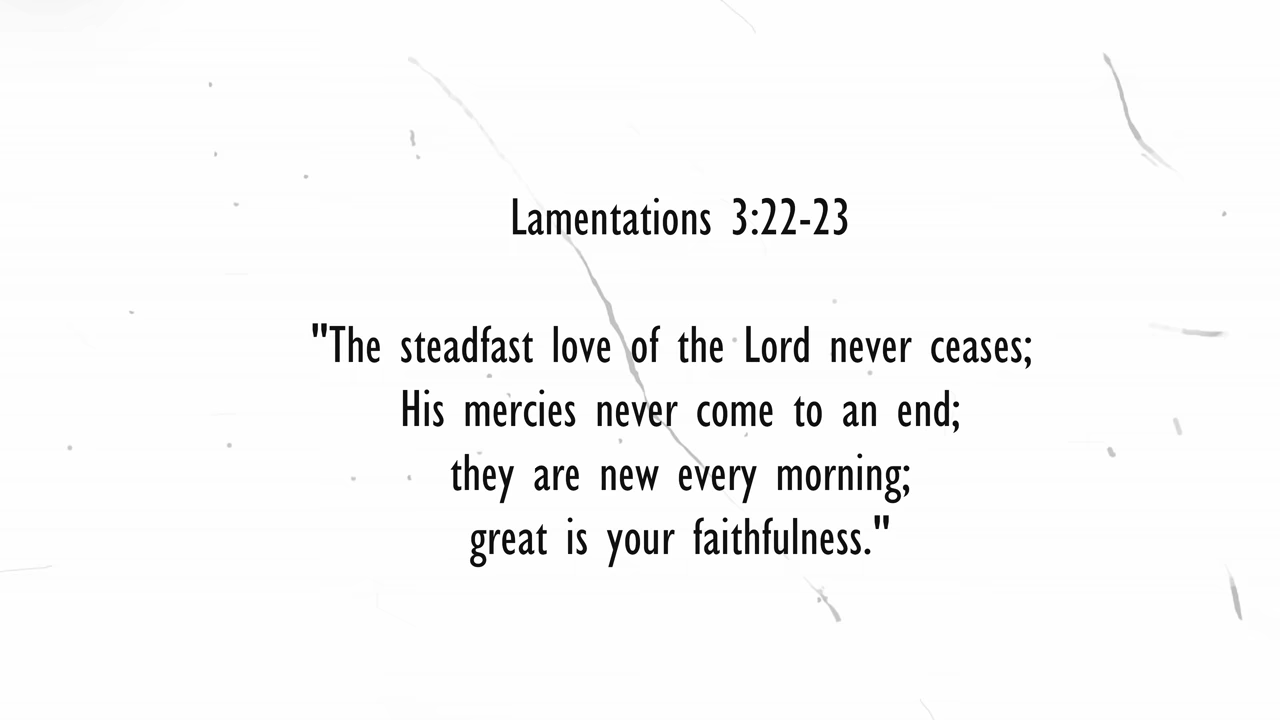 Lamentations 3:22-23
"The steadfast love of the Lord never ceases;
His mercies never come to an end;
they are new every morning;
great is your faithfulness."